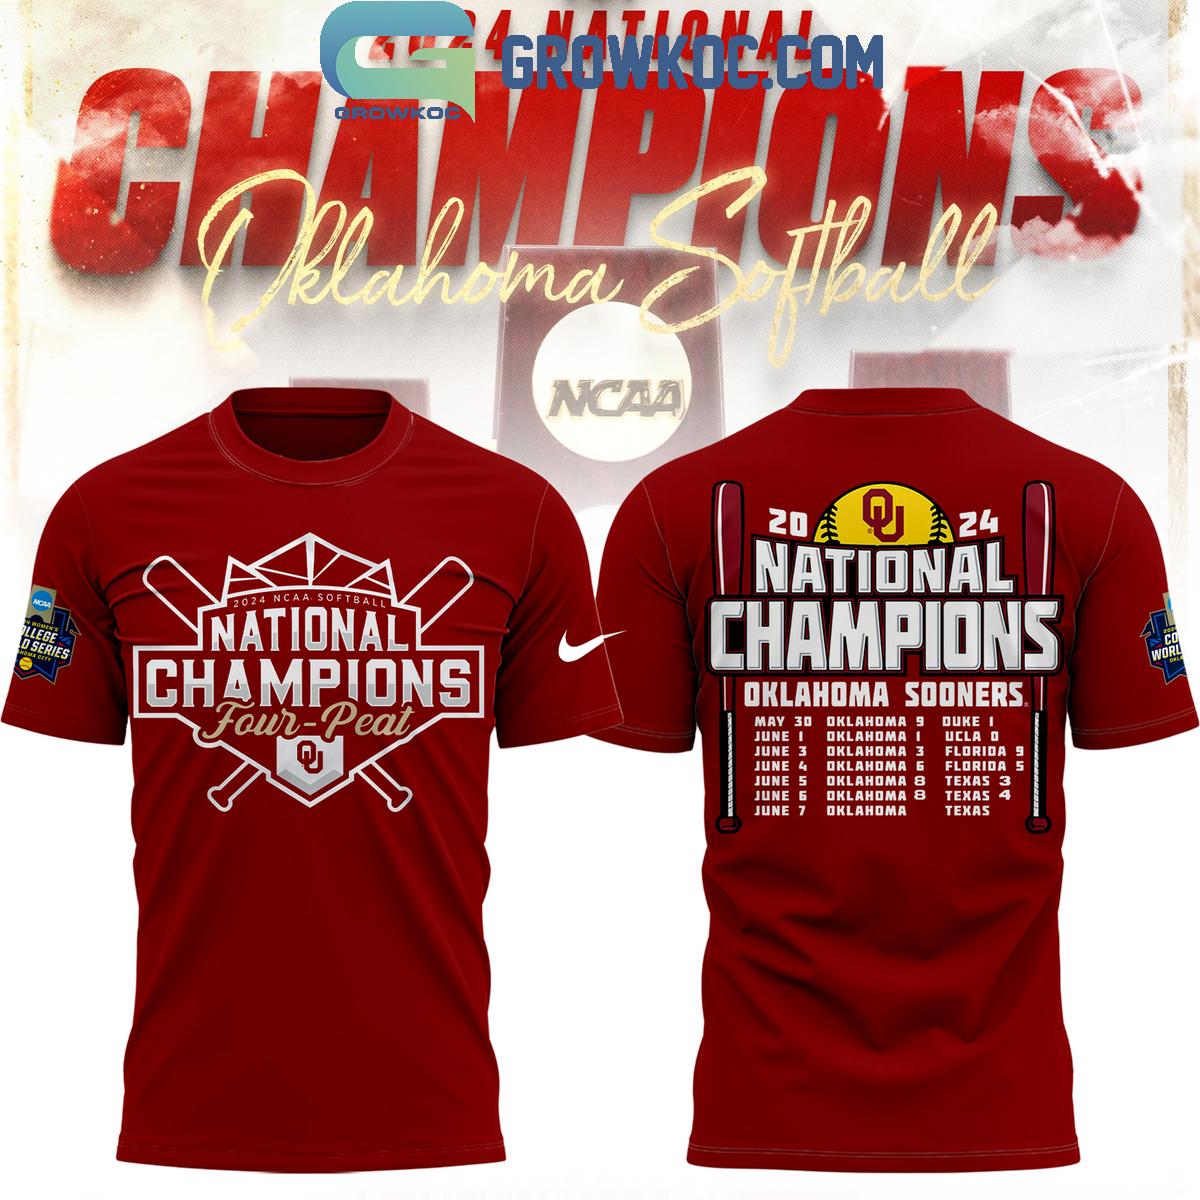 2024 NATIONAL
GROWKOC.COM
GROWKOC
CHAMPIONS
Oklahoma Softball
NCAA
2024 NCAA SOFTBALL
NATIONAL
CHAMPIONS
Four-Peat
OU
NCAA
WOMEN'S
COLLEGE
SERIES
CITY
OU
20 24
NATIONAL
CHAMPIONS
OKLAHOMA SOONERS
MAY 30 OKLAHOMA 9 DUKE 1
JUNE 1 OKLAHOMA 1 UCLA 0
JUNE 3 OKLAHOMA 3 FLORIDA 9
JUNE 4 OKLAHOMA 6 FLORIDA 5
JUNE 5 OKLAHOMA 8 TEXAS 3
JUNE 6 OKLAHOMA 8 TEXAS 4
JUNE 7 OKLAHOMA TEXAS
WORLD